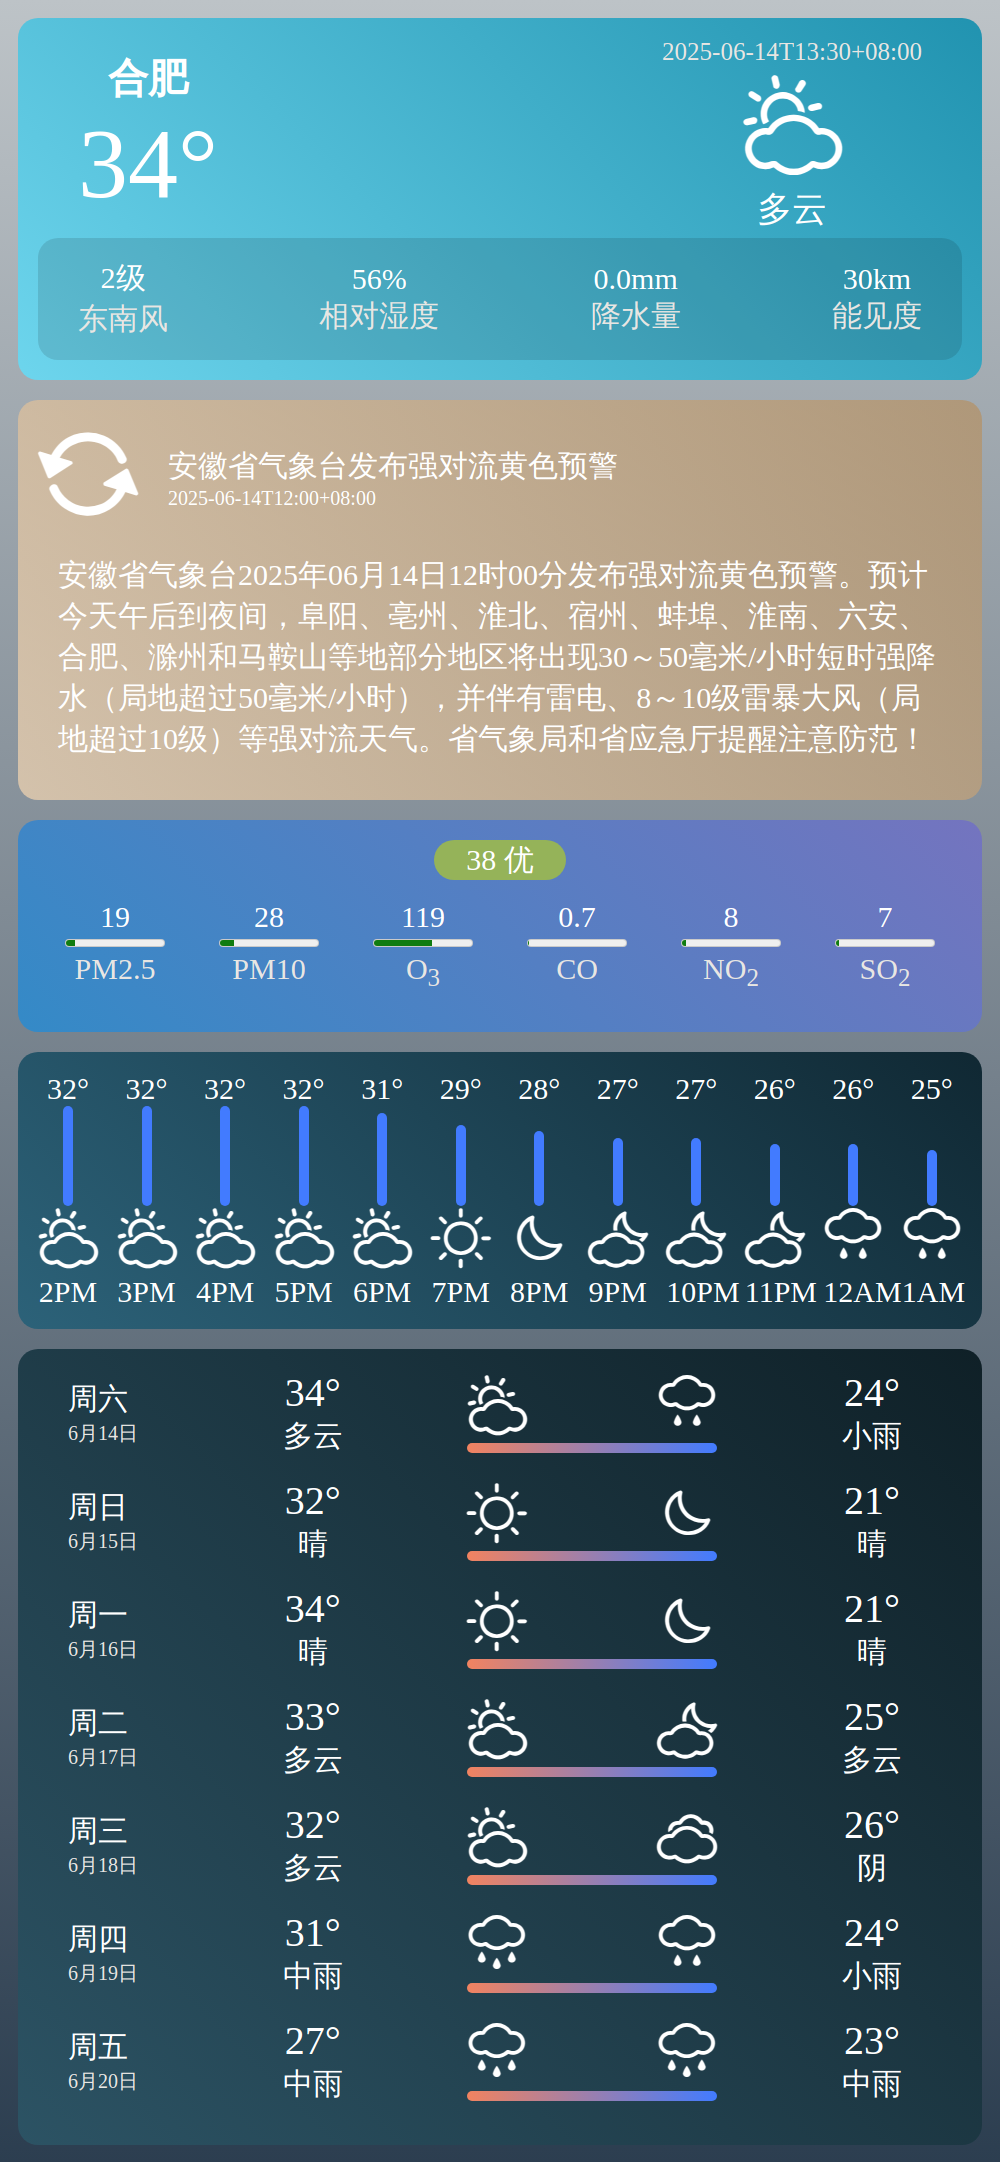 合肥
34°
2025-06-14T13:30+08:00
多云
2级 56% 0.0mm 30km
东南风 相对湿度 降水量 能见度
安徽省气象台发布强对流黄色预警
2025-06-14T12:00+08:00
安徽省气象台2025年06月14日12时00分发布强对流黄色预警。预计
今天午后到夜间，阜阳、亳州、淮北、宿州、蚌埠、淮南、六安、
合肥、滁州和马鞍山等地部分地区将出现30～50毫米/小时短时强降
水（局地超过50毫米/小时），并伴有雷电、8～10级雷暴大风（局
地超过10级）等强对流天气。省气象局和省应急厅提醒注意防范！
38 优
19 28 119 0.7 8 7
PM2.5 PM10 O3 CO NO2 SO2
32° 32° 32° 32° 31° 29° 28° 27° 27° 26° 26° 25°
2PM 3PM 4PM 5PM 6PM 7PM 8PM 9PM 10PM 11PM 12AM 1AM
周六 34° 24°
6月14日 多云 小雨
周日 32° 21°
6月15日 晴 晴
周一 34° 21°
6月16日 晴 晴
周二 33° 25°
6月17日 多云 多云
周三 32° 26°
6月18日 多云 阴
周四 31° 24°
6月19日 中雨 小雨
周五 27° 23°
6月20日 中雨 中雨